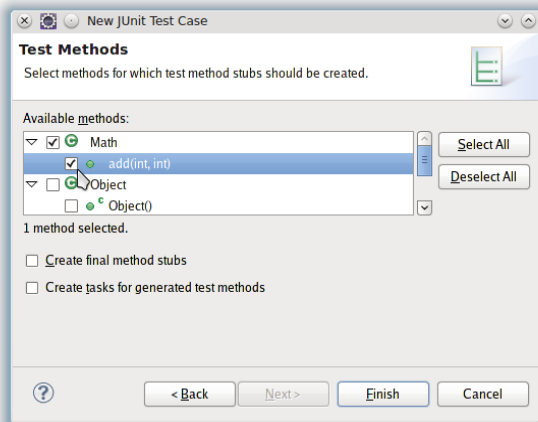 New JUnit Test Case
Test Methods
Select methods for which test method stubs should be created.
Available methods:
C Math
add(int, int)
C Object
c Object()
Select All
Deselect All
1 method selected.
Create final method stubs
Create tasks for generated test methods
? < Back Next > Finish Cancel